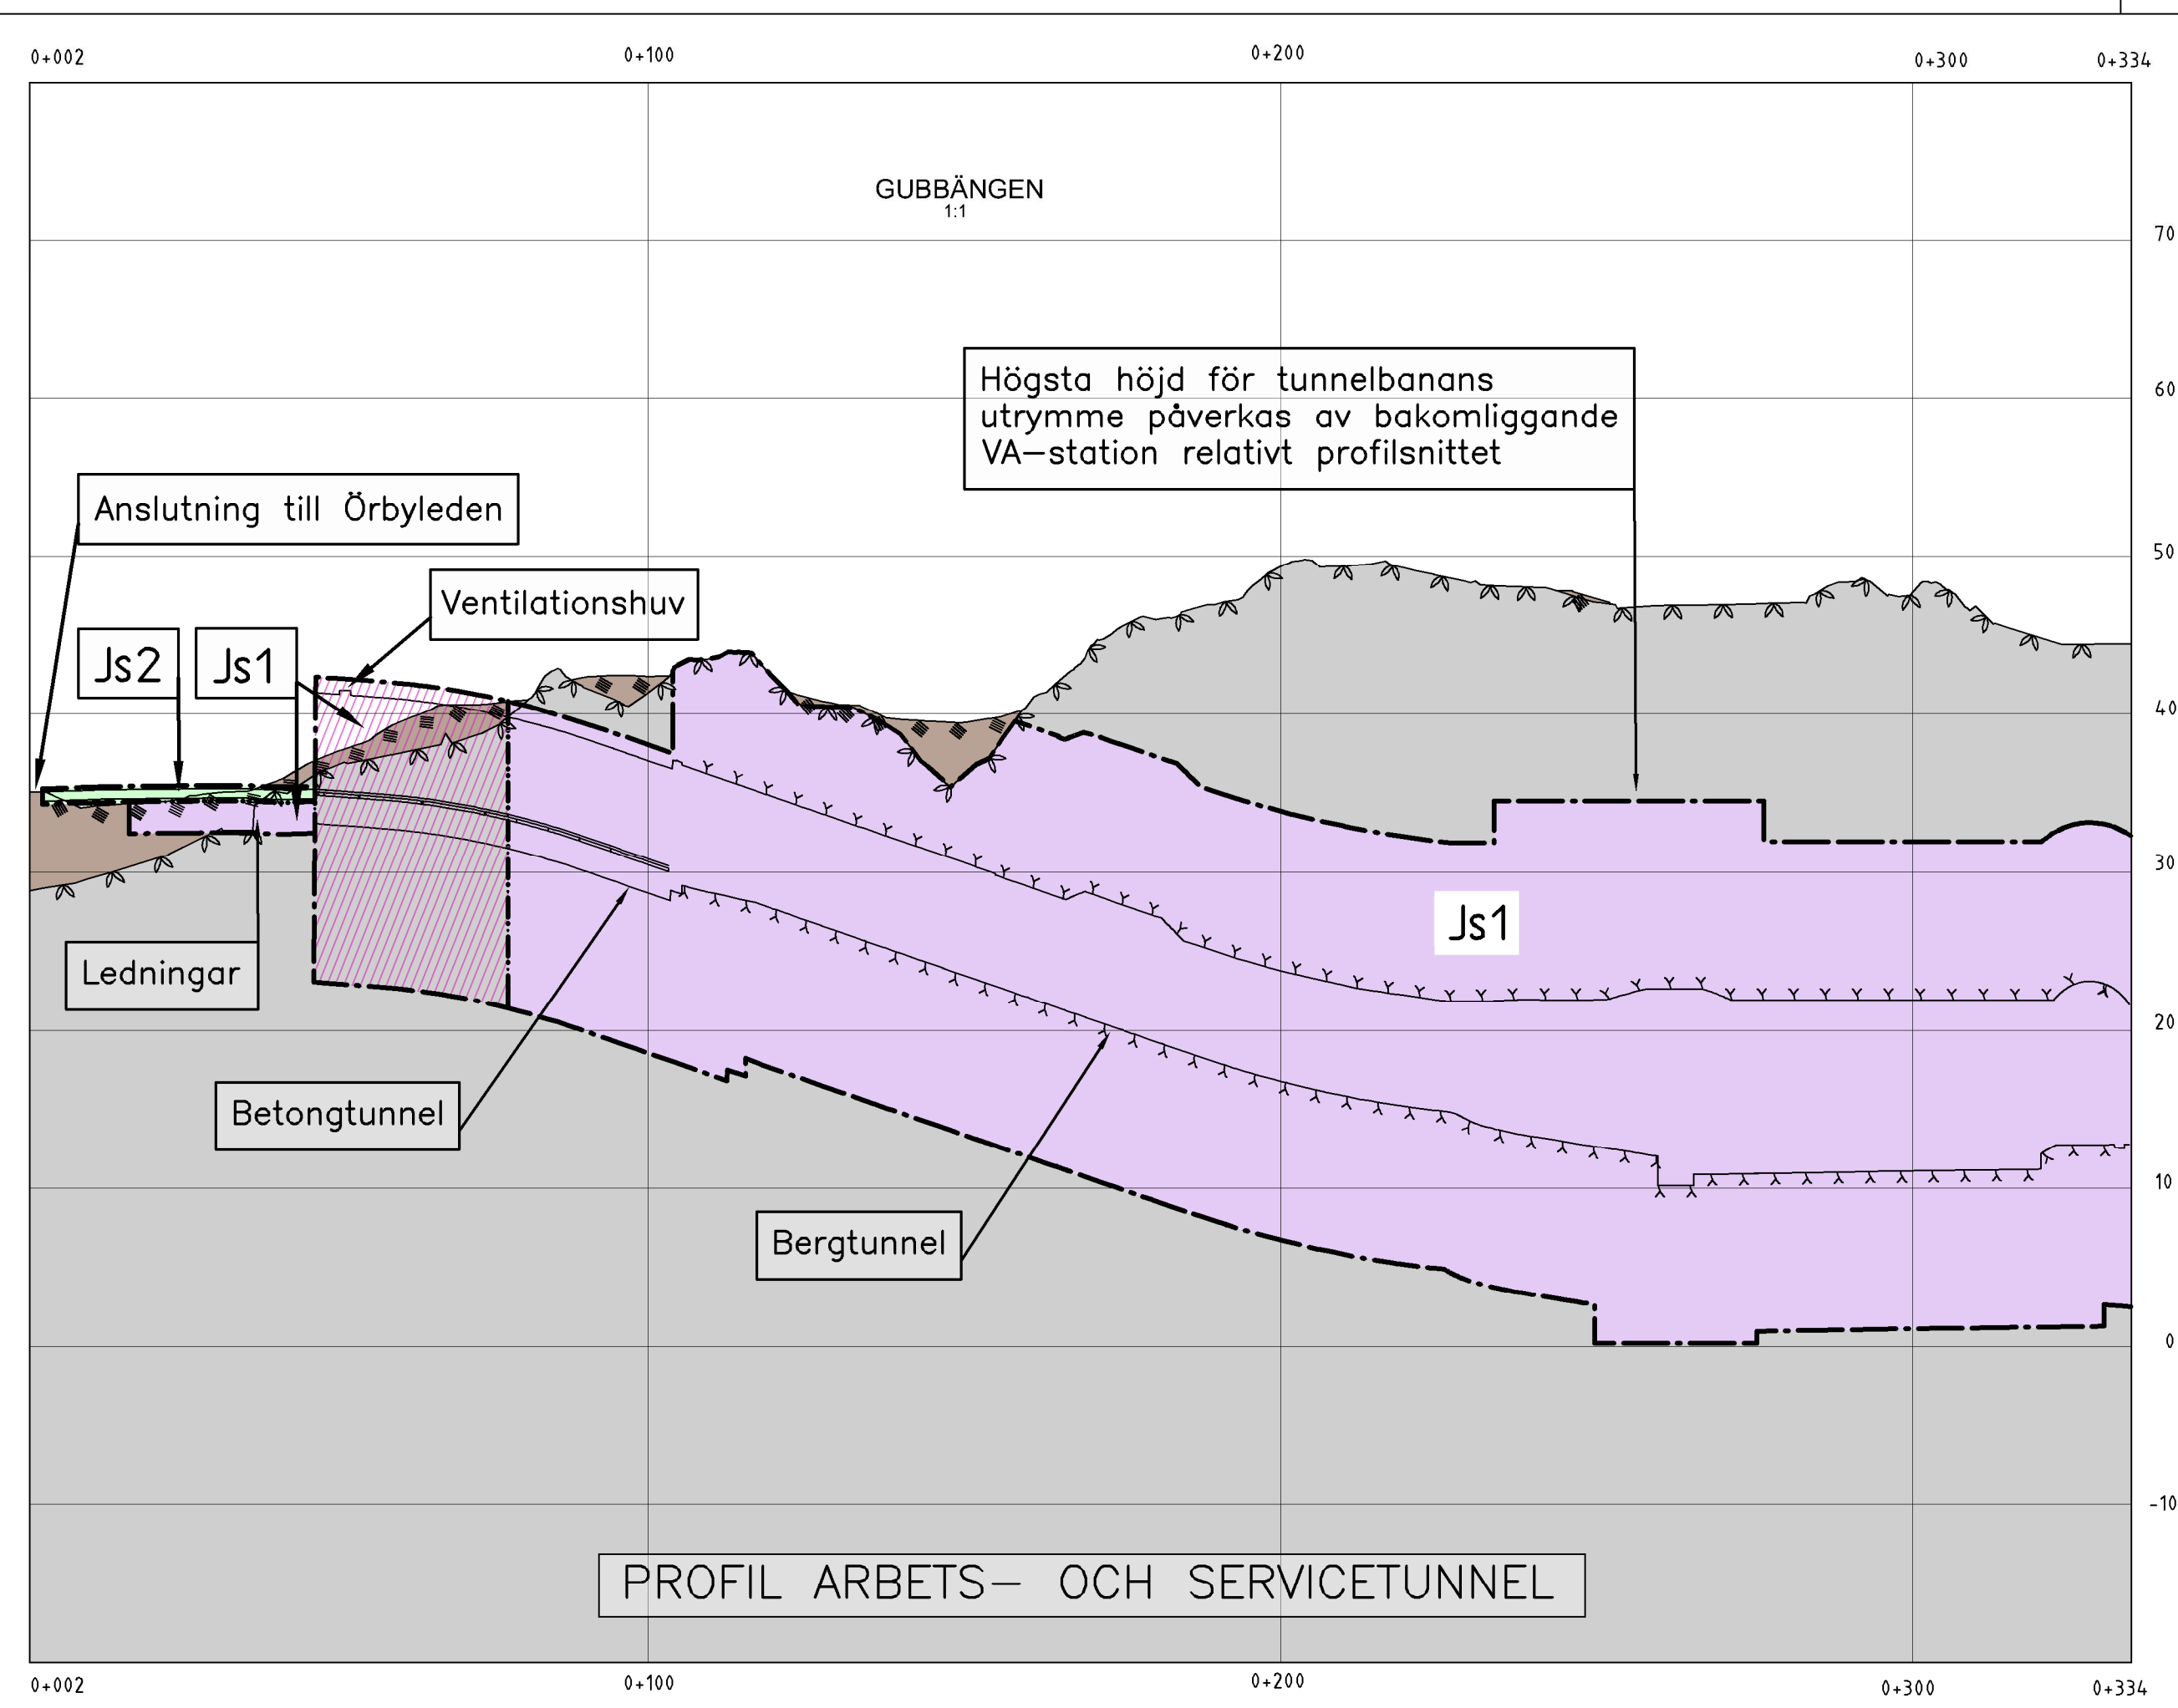 0+002
0+100
0+200
0+300
0+334
GUBBÄNGEN
1:1
70
Högsta höjd för tunnelbanans
utrymme påverkas av bakomliggande
VA-station relativt profilsnittet
60
Anslutning till Örbyleden
50
Ventilationshuv
Js2
Js1
40
30
Js1
Ledningar
20
Betongtunnel
10
Bergtunnel
0
-10
PROFIL ARBETS- OCH SERVICETUNNEL
0+002
0+100
0+200
0+300
0+334